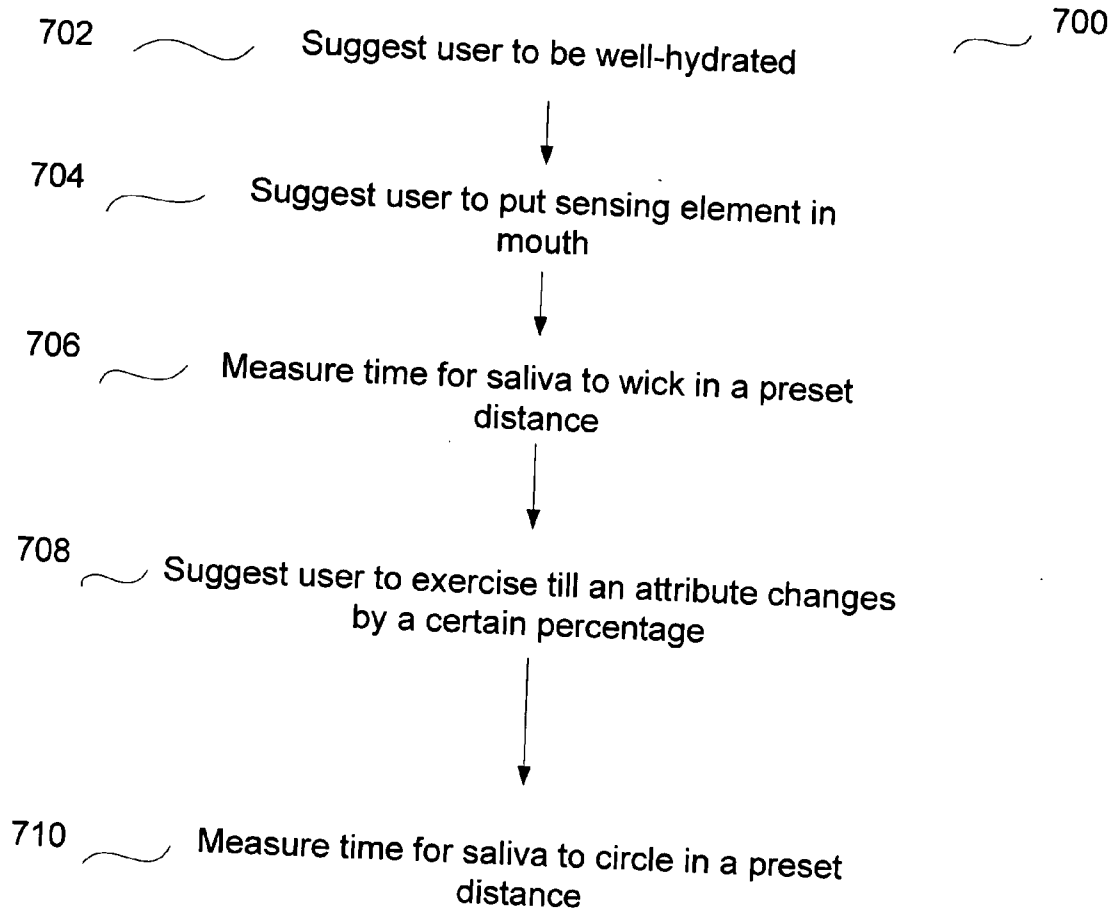 702
Suggest user to be well-hydrated
700
704
Suggest user to put sensing element in
mouth
706
Measure time for saliva to wick in a preset
distance
708
Suggest user to exercise till an attribute changes
by a certain percentage
710
Measure time for saliva to circle in a preset
distance